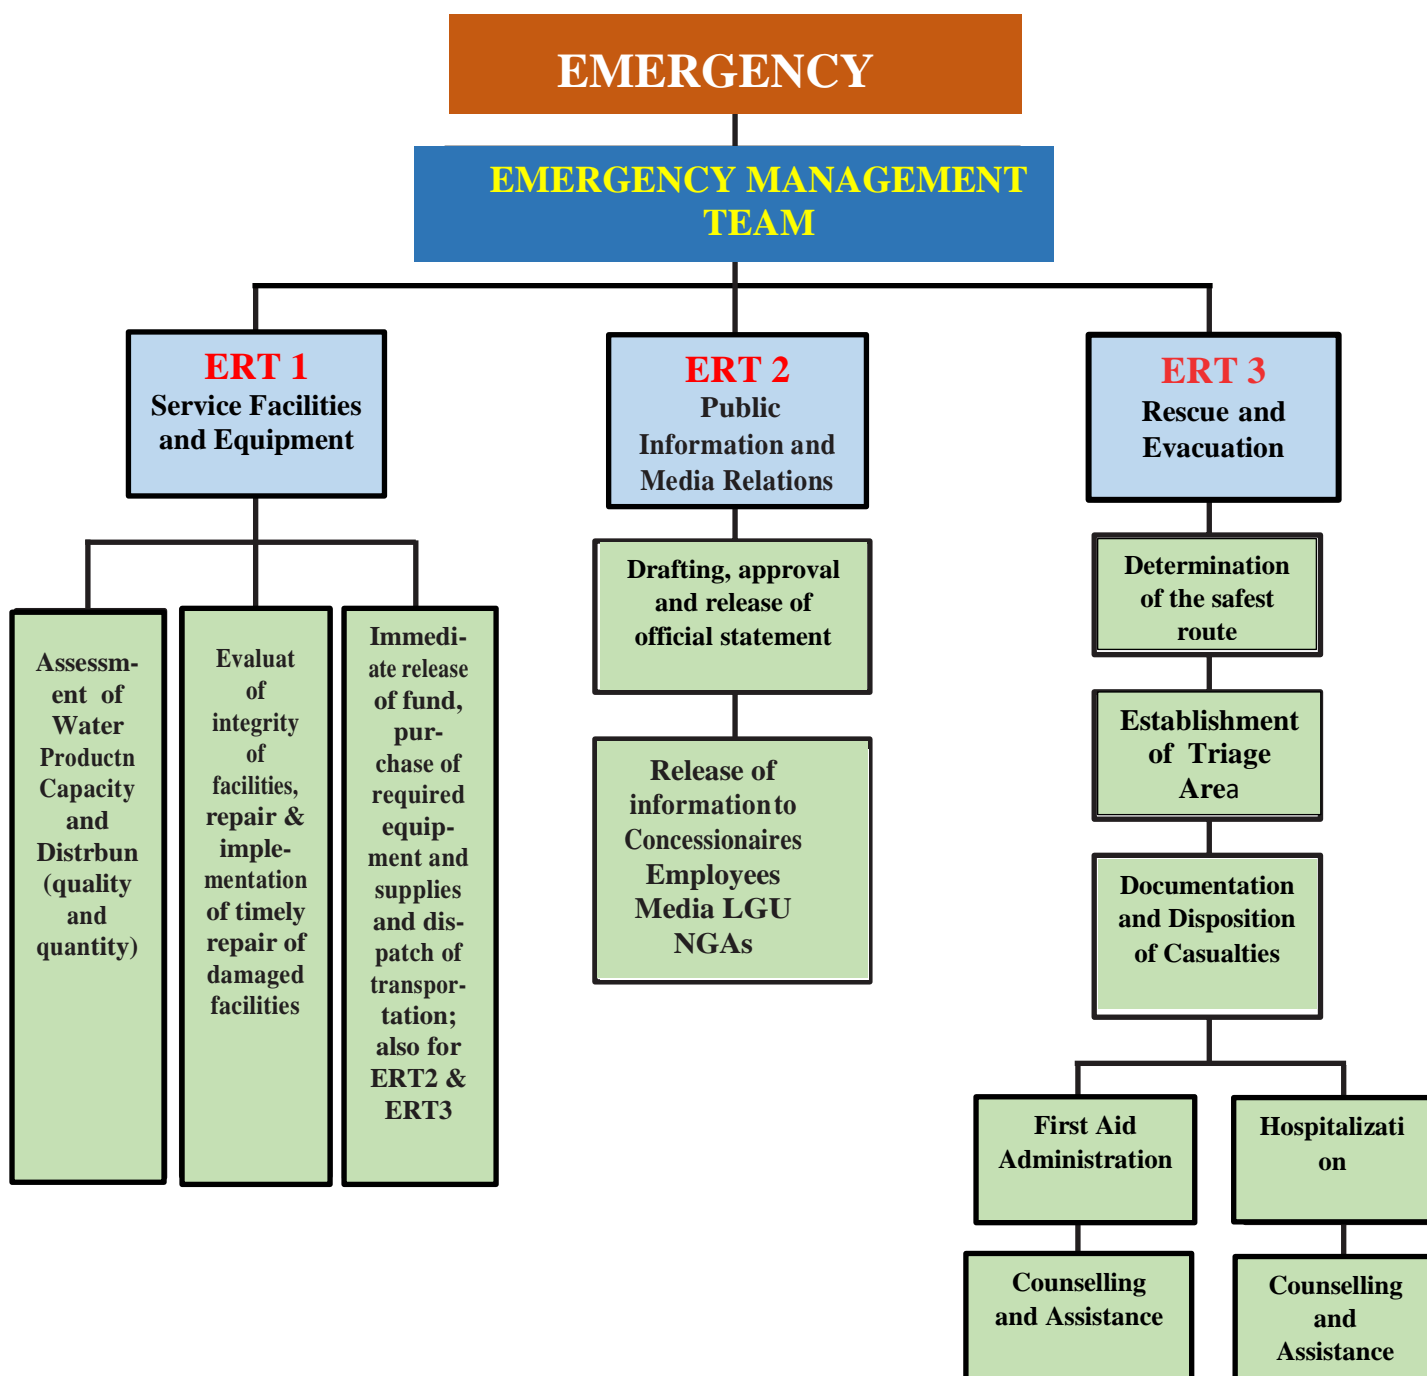 EMERGENCY
EMERGENCY MANAGEMENT
TEAM
ERT 1
Service Facilities
and Equipment
ERT 2
Public
Information and
Media Relations
ERT 3
Rescue and
Evacuation
Assessm-
ent of
Water
Productn
Capacity
and
Distrbun
(quality
and
quantity)
Evaluat
of
integrity
of
facilities,
repair &
imple-
mentation
of timely
repair of
damaged
facilities
Immedi-
ate release
of fund,
pur-
chase of
required
equip-
ment and
supplies
and dis-
patch of
transpor-
tation;
also for
ERT2 &
ERT3
Drafting, approval
and release of
official statement
Release of
information to
Concessionaires
Employees
Media LGU
NGAs
Determination
of the safest
route
Establishment
of Triage
Area
Documentation
and Disposition
of Casualties
First Aid
Administration
Hospitalizati
on
Counselling
and Assistance
Counselling
and
Assistance